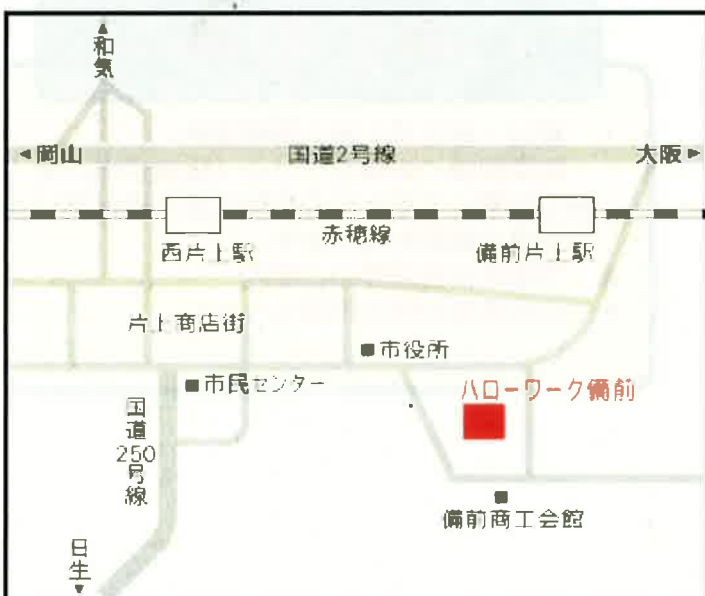 ▲
和気
◄岡山
国道2号線
大阪►
赤穂線
西片上駅
備前片上駅
片上商店街
■市役所
■市民センター
ハローワーク備前
国道250号線
備前商工会館
日生
▼